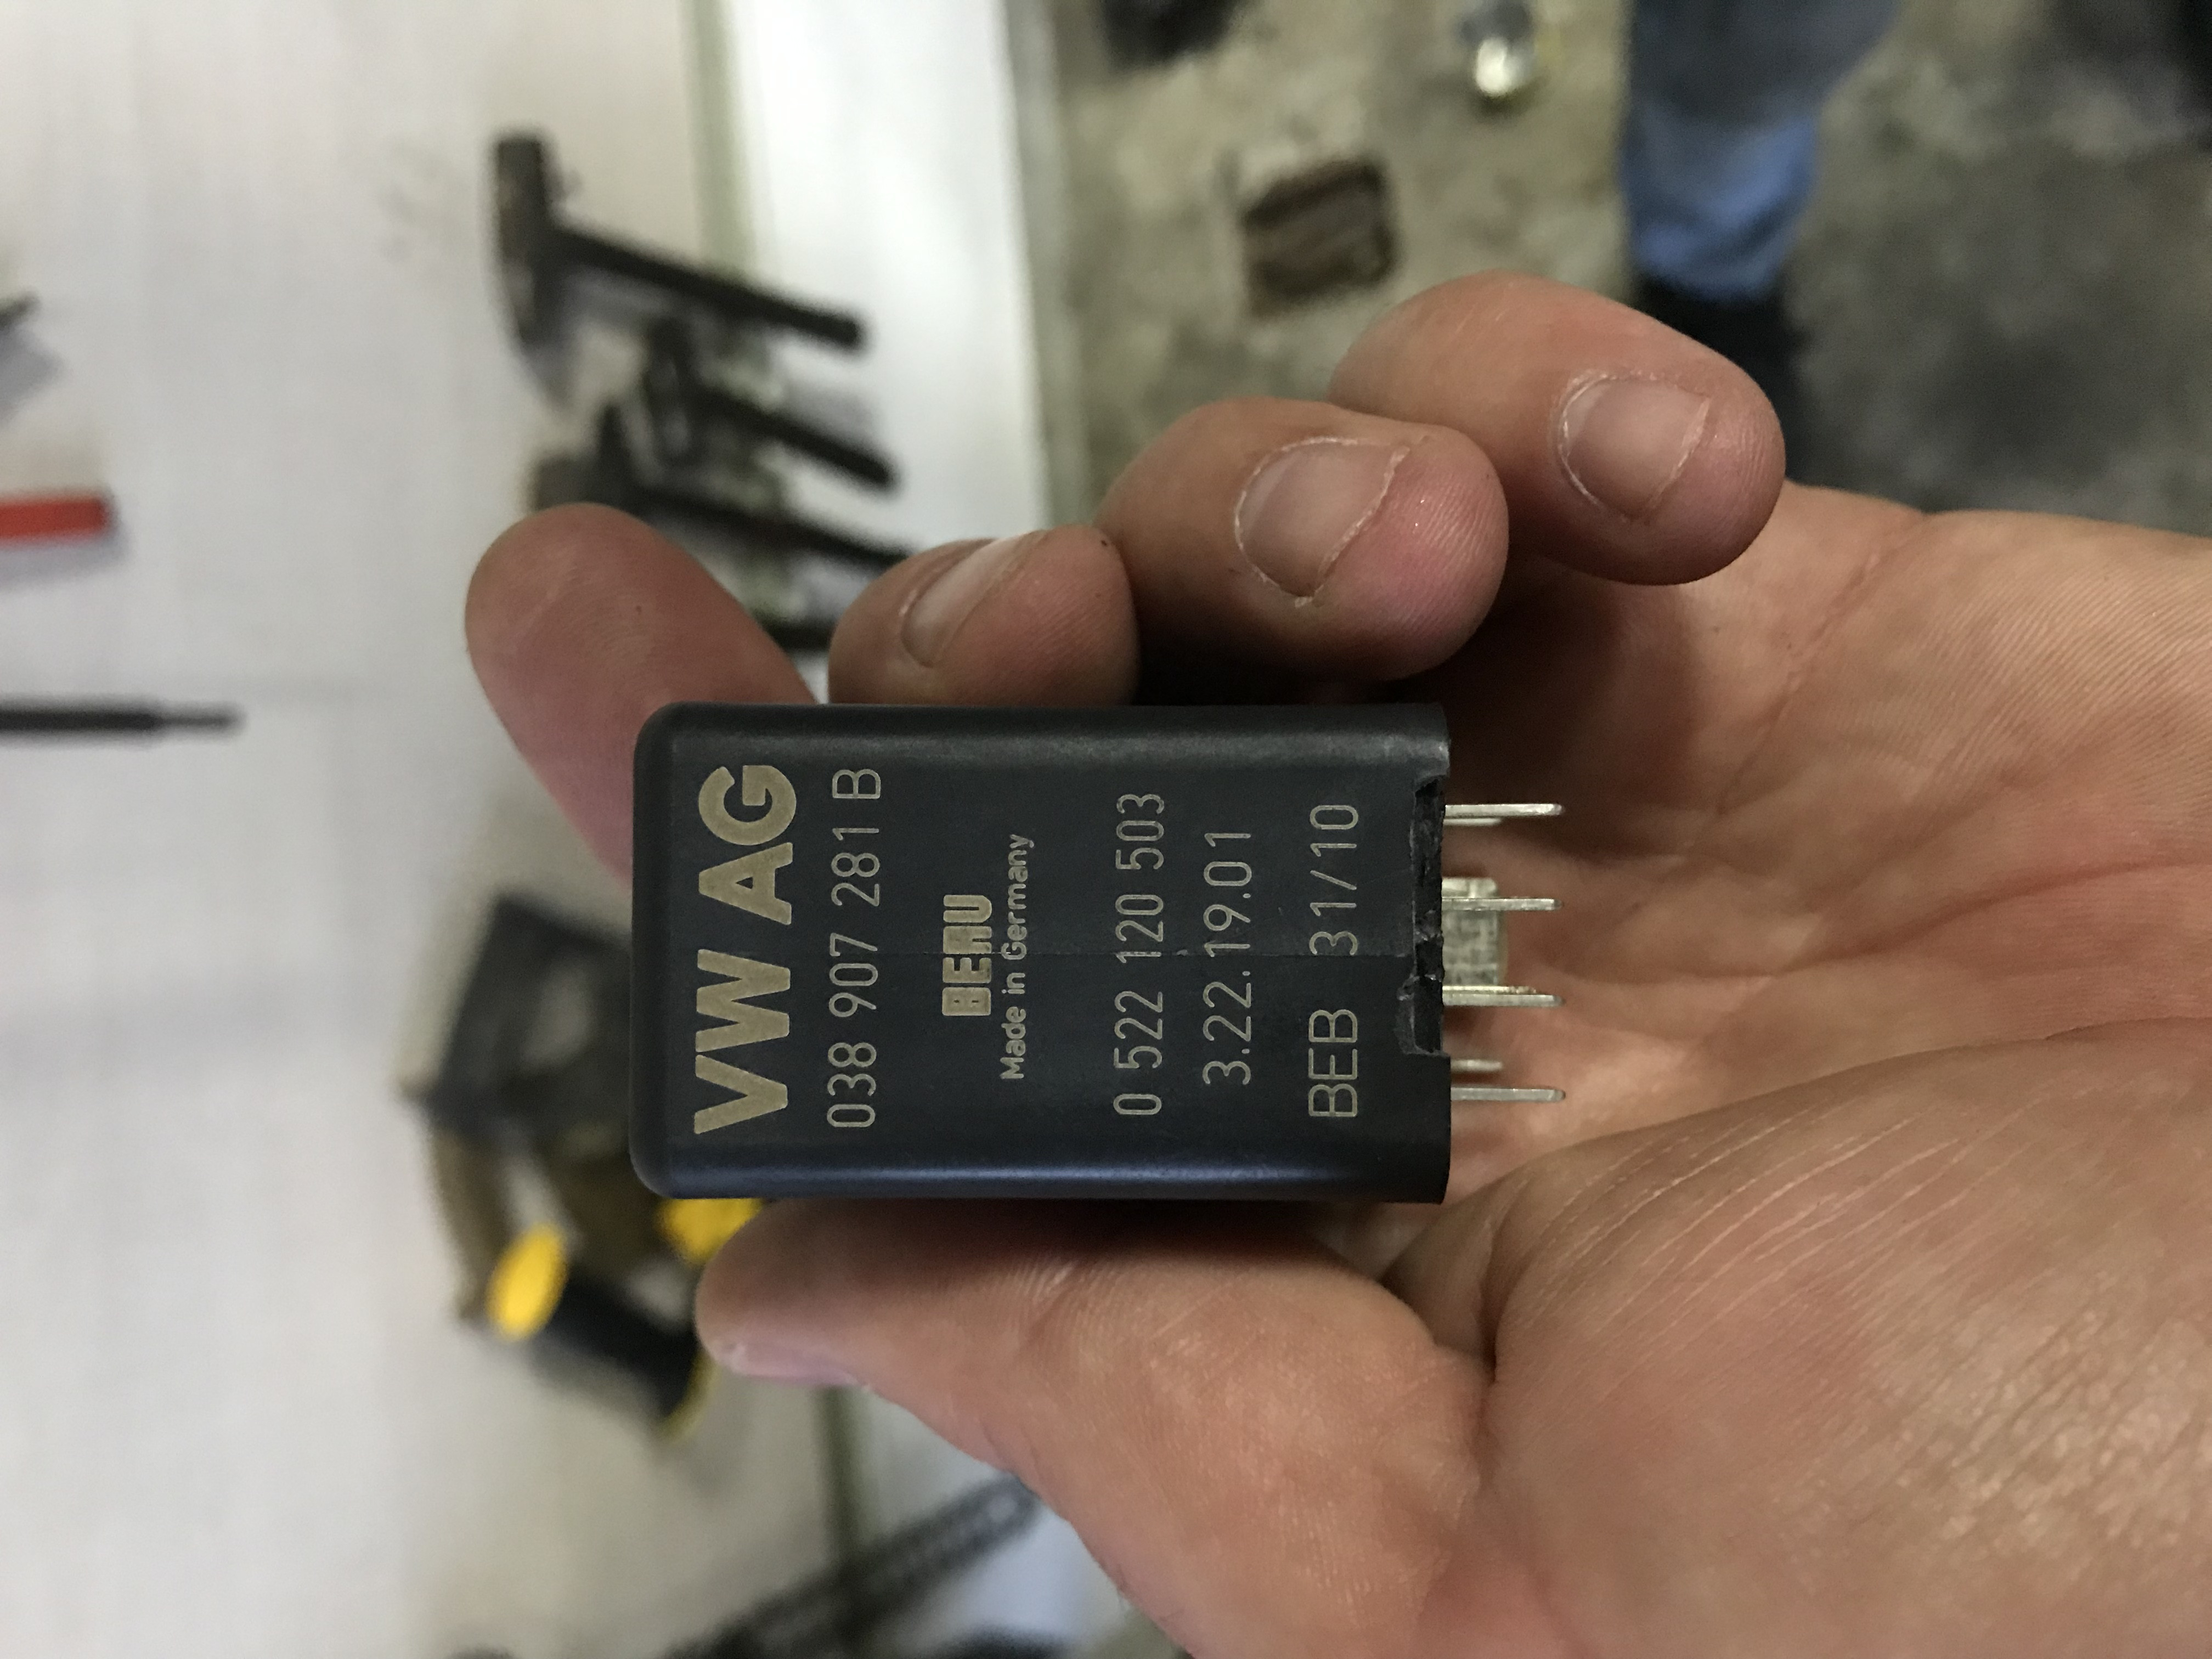 VW AG
038 907 281 B
BERU
Made in Germany
0 522 120 503
3.22.19.01
BEB 31/10